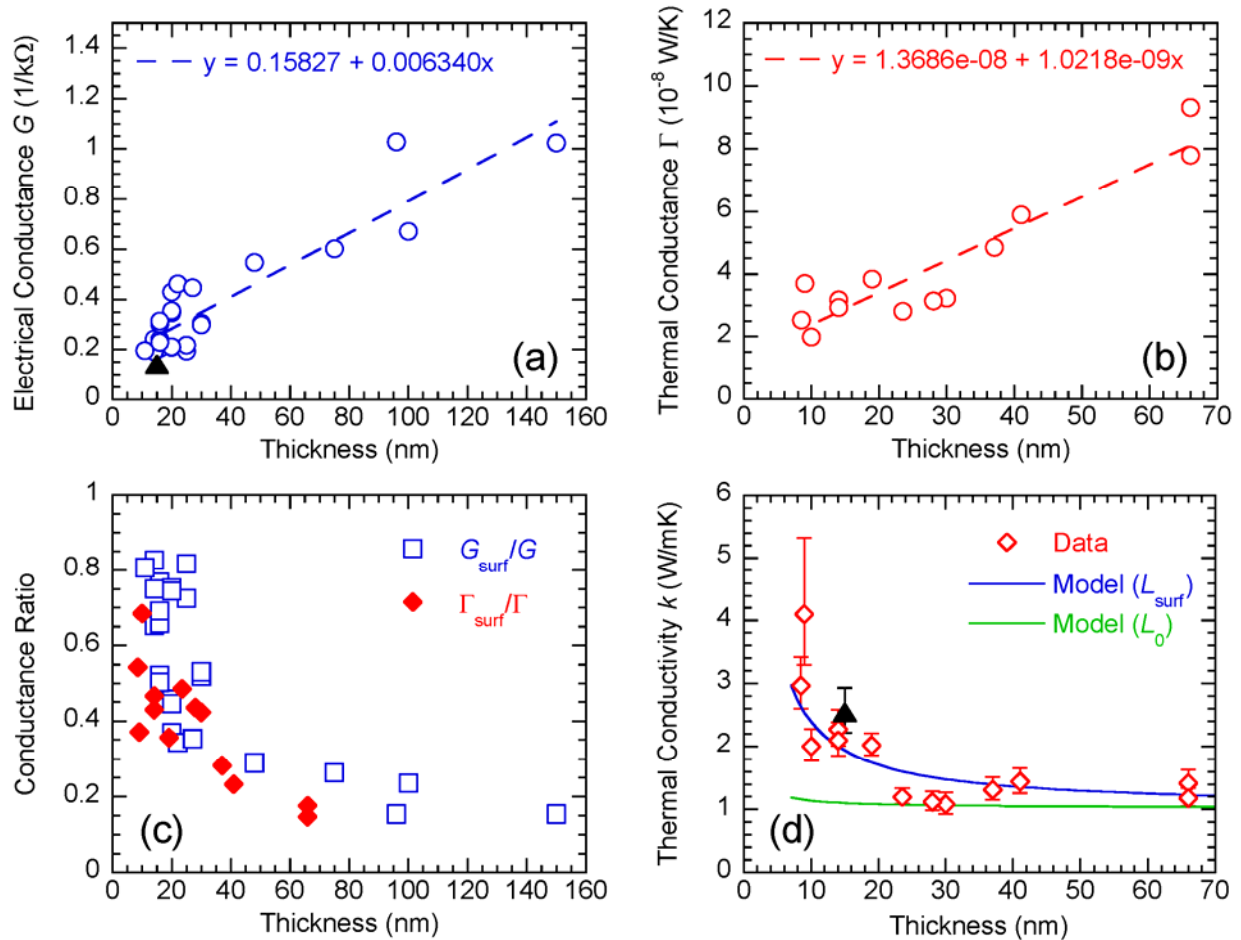 1.4
1.2
1
0.8
0.6
0.4
0.2
0
y = 0.15827 + 0.006340x
(a)
Electrical Conductance G (1/kΩ)
0 20 40 60 80 100 120 140 160
Thickness (nm)
12
10
8
6
4
2
0
y = 1.3686e-08 + 1.0218e-09x
(b)
Thermal Conductance Γ (10⁻⁸ W/K)
0 10 20 30 40 50 60 70
Thickness (nm)
1
0.8
0.6
0.4
0.2
0
G_surf/G
Γ_surf/Γ
(c)
Conductance Ratio
0 20 40 60 80 100 120 140 160
Thickness (nm)
6
5
4
3
2
1
0
Data
Model (L_surf)
Model (L_0)
(d)
Thermal Conductivity k (W/mK)
0 10 20 30 40 50 60 70
Thickness (nm)